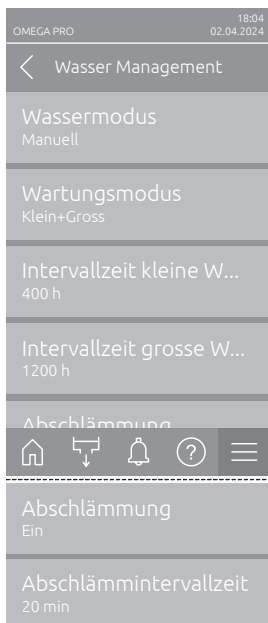 18:04
OMEGA PRO 02.04.2024
Wasser Management
Wassermodus
Manuell
Wartungsmodus
Klein+Gross
Intervallzeit kleine W...
400 h
Intervallzeit grosse W...
1200 h
Abschlämmung
?
Abschlämmung
Ein
Abschlämmintervallzeit
20 min